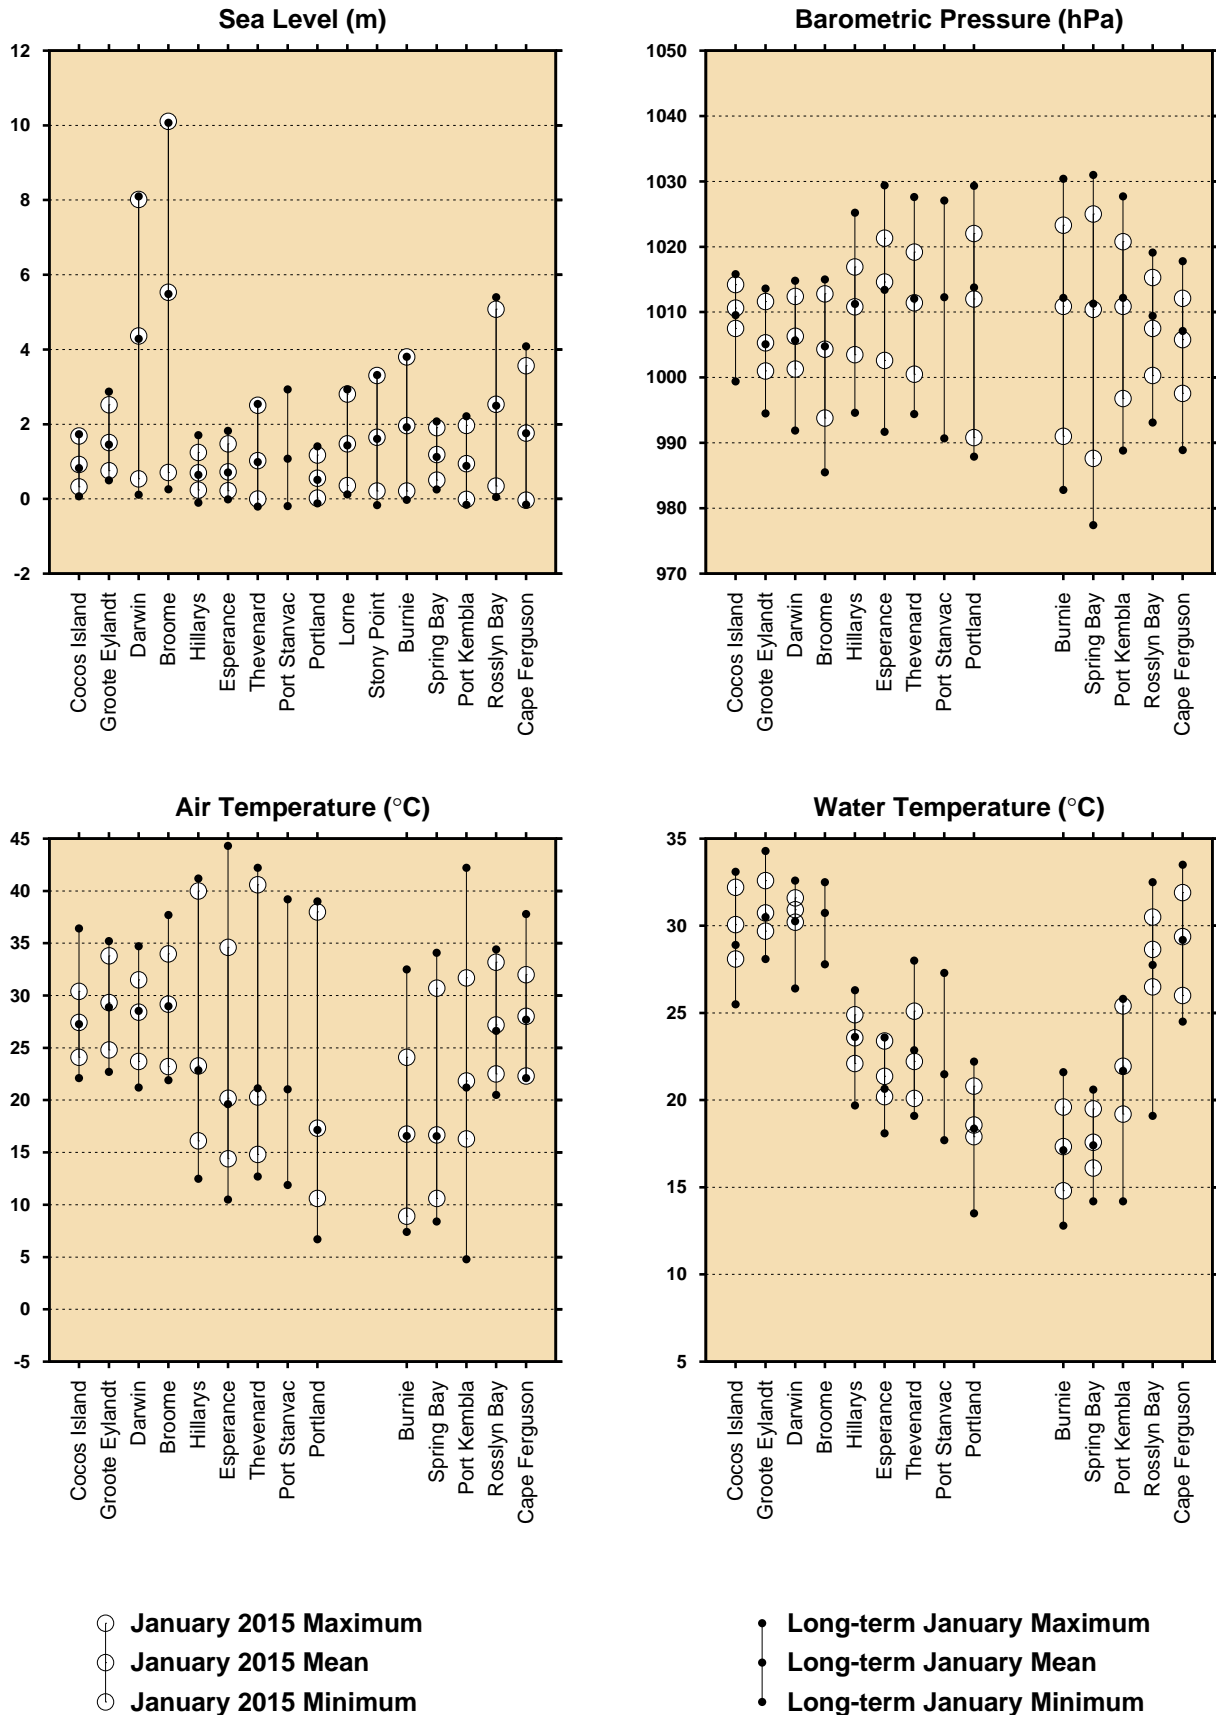 Sea Level (m)
12
10
8
6
4
2
0
-2
Cocos Island
Groote Eylandt
Darwin
Broome
Hillarys
Esperance
Thevenard
Port Stanvac
Portland
Lorne
Stony Point
Burnie
Spring Bay
Port Kembla
Rosslyn Bay
Cape Ferguson
Barometric Pressure (hPa)
1050
1040
1030
1020
1010
1000
990
980
970
Cocos Island
Groote Eylandt
Darwin
Broome
Hillarys
Esperance
Thevenard
Port Stanvac
Portland
Burnie
Spring Bay
Port Kembla
Rosslyn Bay
Cape Ferguson
Air Temperature (°C)
45
40
35
30
25
20
15
10
5
0
-5
Cocos Island
Groote Eylandt
Darwin
Broome
Hillarys
Esperance
Thevenard
Port Stanvac
Portland
Burnie
Spring Bay
Port Kembla
Rosslyn Bay
Cape Ferguson
Water Temperature (°C)
35
30
25
20
15
10
5
Cocos Island
Groote Eylandt
Darwin
Broome
Hillarys
Esperance
Thevenard
Port Stanvac
Portland
Burnie
Spring Bay
Port Kembla
Rosslyn Bay
Cape Ferguson
January 2015 Maximum
January 2015 Mean
January 2015 Minimum
Long-term January Maximum
Long-term January Mean
Long-term January Minimum